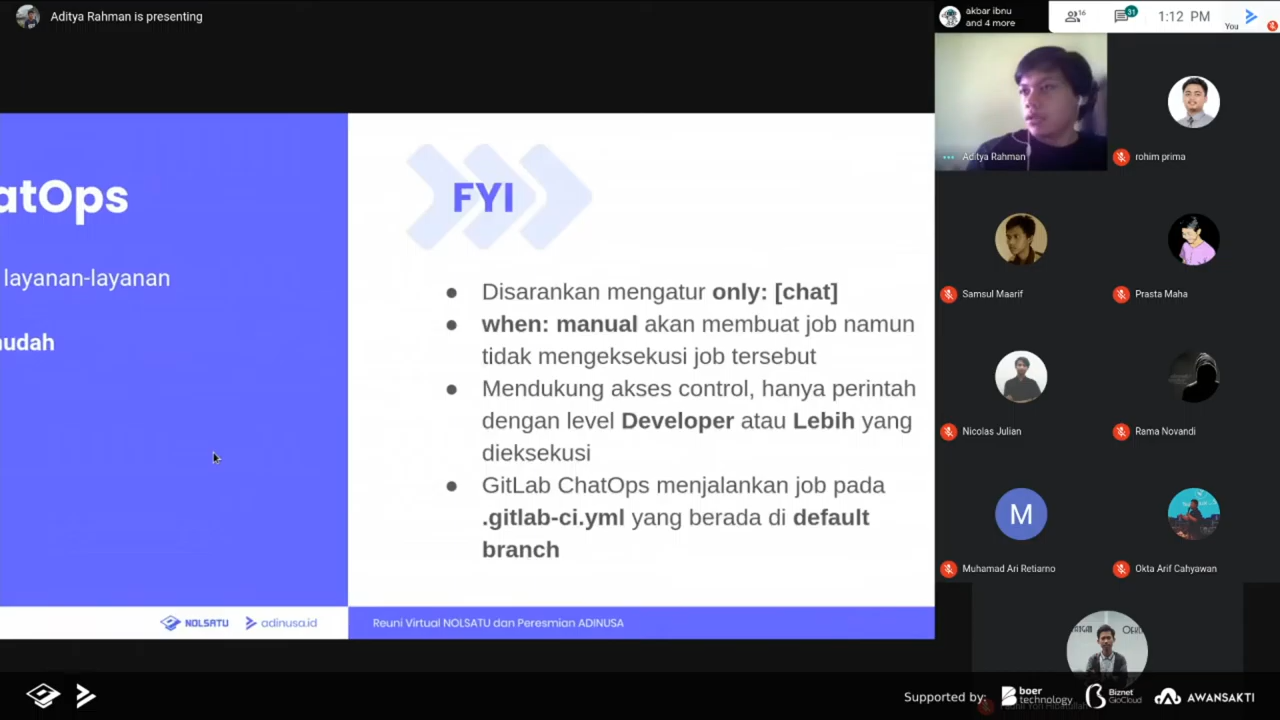 Aditya Rahman is presenting
akbar ibnu
and 4 more
16
31
1:12 PM
You
atOps
layanan-layanan
udah
FYI
● Disarankan mengatur only: [chat]
● when: manual akan membuat job namun
tidak mengeksekusi job tersebut
● Mendukung akses control, hanya perintah
dengan level Developer atau Lebih yang
dieksekusi
● GitLab ChatOps menjalankan job pada
.gitlab-ci.yml yang berada di default
branch
NOLSATU
adinusa.id
Reuni Virtual NOLSATU dan Peresmian ADINUSA
Aditya Rahman
rohim prima
Samsul Maarif
Prasta Maha
Nicolas Julian
Rama Novandi
M
Muhamad Ari Retiarno
Okta Arif Cahyawan
Supported by:
boer
technology
Biznet
GioCloud
AWANSAKTI